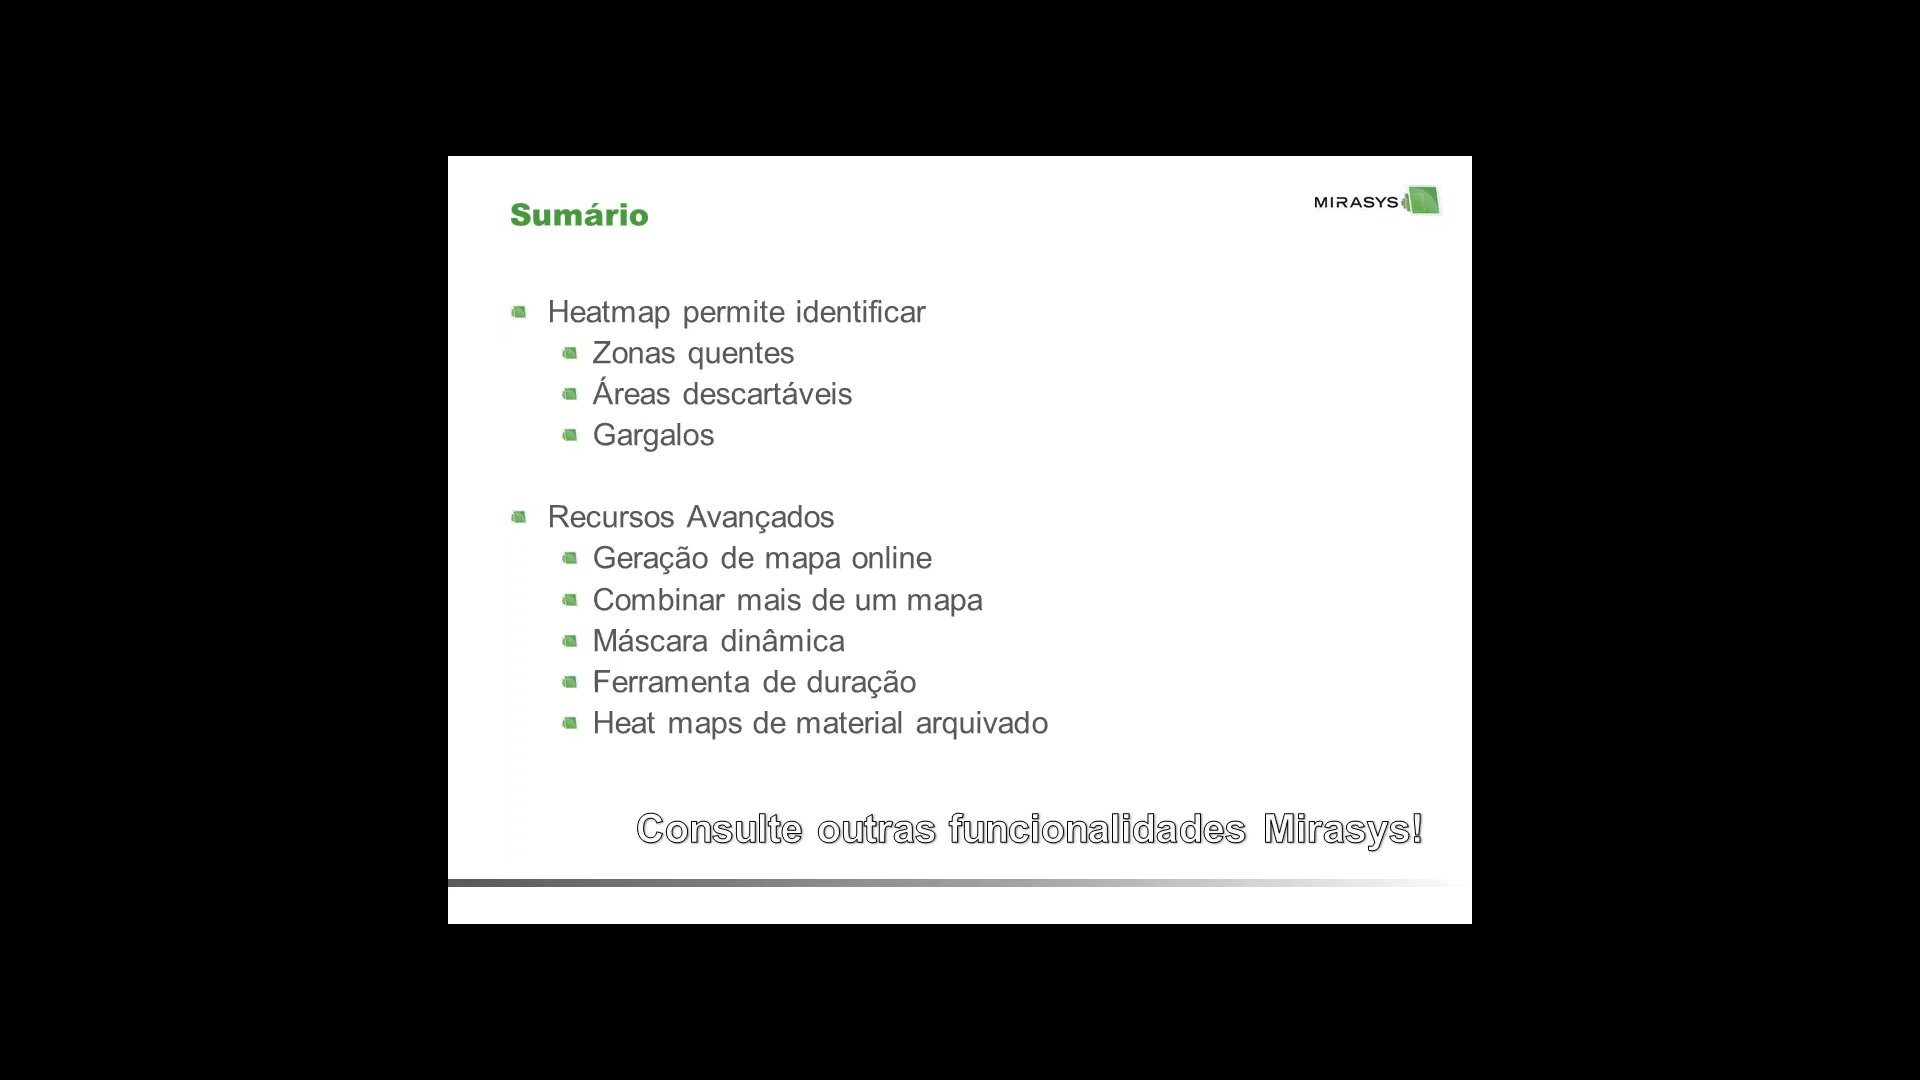 Sumário
MIRASYS
Heatmap permite identificar
Zonas quentes
Áreas descartáveis
Gargalos
Recursos Avançados
Geração de mapa online
Combinar mais de um mapa
Máscara dinâmica
Ferramenta de duração
Heat maps de material arquivado
Consulte outras funcionalidades Mirasys!